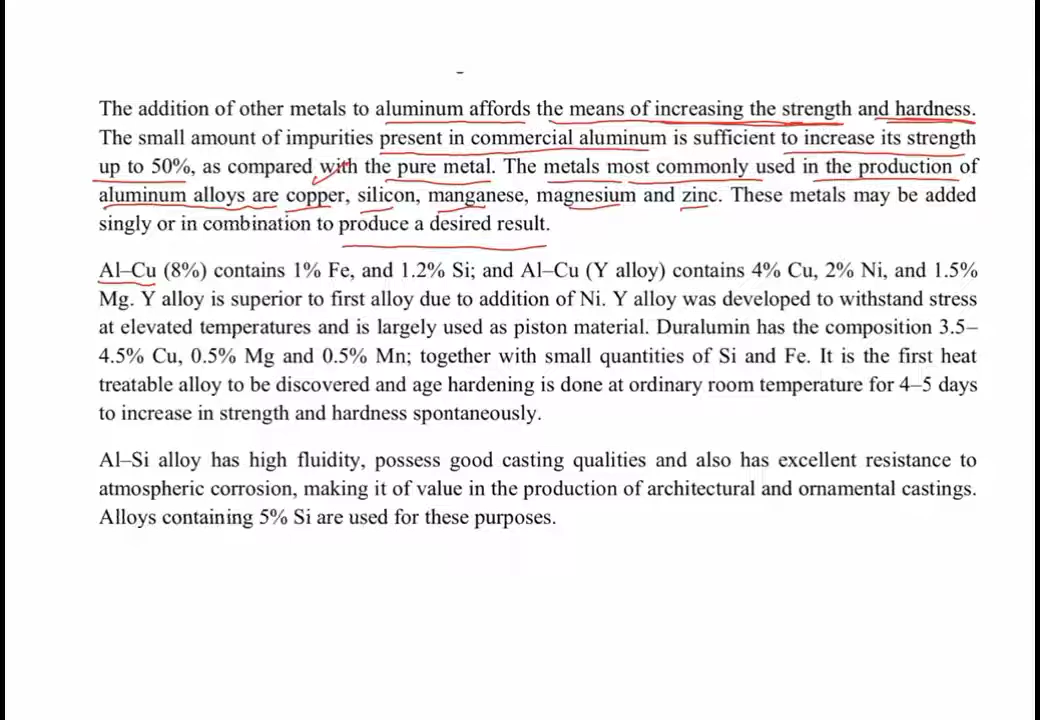 The addition of other metals to aluminum affords the means of increasing the strength and hardness.
The small amount of impurities present in commercial aluminum is sufficient to increase its strength
up to 50%, as compared with the pure metal. The metals most commonly used in the production of
aluminum alloys are copper, silicon, manganese, magnesium and zinc. These metals may be added
singly or in combination to produce a desired result.
Al–Cu (8%) contains 1% Fe, and 1.2% Si; and Al–Cu (Y alloy) contains 4% Cu, 2% Ni, and 1.5%
Mg. Y alloy is superior to first alloy due to addition of Ni. Y alloy was developed to withstand stress
at elevated temperatures and is largely used as piston material. Duralumin has the composition 3.5–
4.5% Cu, 0.5% Mg and 0.5% Mn; together with small quantities of Si and Fe. It is the first heat
treatable alloy to be discovered and age hardening is done at ordinary room temperature for 4–5 days
to increase in strength and hardness spontaneously.
Al–Si alloy has high fluidity, possess good casting qualities and also has excellent resistance to
atmospheric corrosion, making it of value in the production of architectural and ornamental castings.
Alloys containing 5% Si are used for these purposes.